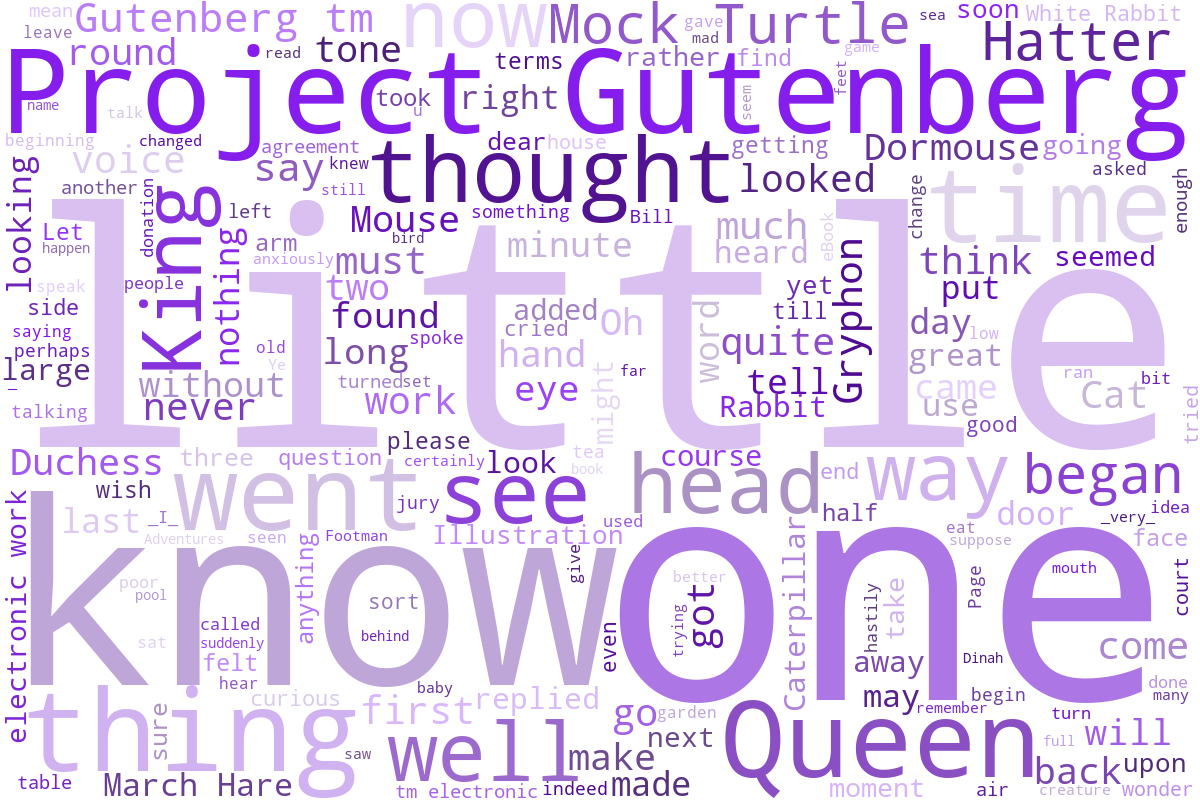 mean
Gutenberg tm
now
Mock Turtle
gave
mad
sea
soon
White Rabbit
leave
round
read
tone
terms
rather
find
game
Hatter
Project Gutenberg
name
talk
took
u
right
seem
feet
beginning
changed
agreement
thought
dear
house
getting
Dormouse
going
voice
say
knew
still
looked
asked
another
looking
King
donation
left
Mouse
something
Bill
much
time
change
enough
Let
happen
nothing
arm
anxiously
bird
minute
heard
eBook
Gryphon
think
seemed
little
speak
people
must
two
yet
put
side
saying
perhaps
large
_
found
added
Oh
word
till
day
low
old
Ye
long
spoke
cried
hand
quite
great
without
turned
set
eye
far
tell
came
ran
Cat
bit
talking
never
work
might
Rabbit
use
good
tried
please
Duchess
three
question
certainly
look
tea
book
course
end
way
began
wish
went
jury
see
head
half
door
idea
_very_
last
_I_
Adventures
seen
Footman
Illustration
used
eat
suppose
face
electronic work
know
one
anything
give
better
Caterpillar
Page
mouth
court
poor
pool
sort
got
trying
hastily
take
called
suddenly
behind
sat
felt
even
away
Dinah
come
hear
baby
may
remember
begin
done
many
thing
sure
curious
first
replied
go
garden
Queen
turn
will
well
saw
make
next
full
back
upon
table
March Hare
tm electronic
indeed
made
moment
air
creature
wonder